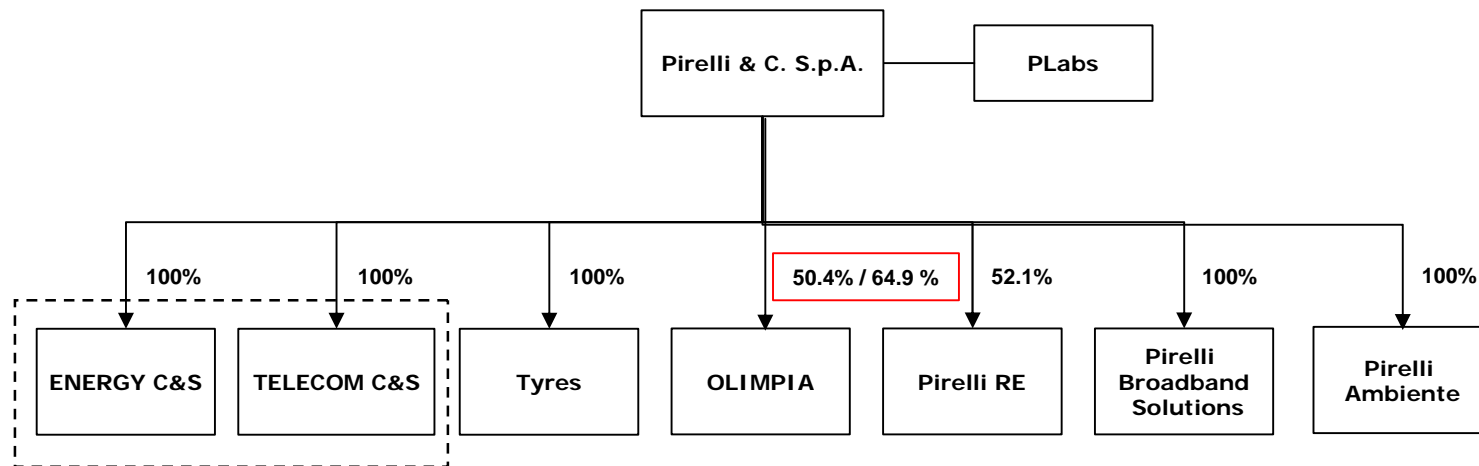 Pirelli & C. S.p.A.
PLabs
100%
100%
100%
50.4% / 64.9 %
52.1%
100%
100%
ENERGY C&S
TELECOM C&S
Tyres
OLIMPIA
Pirelli RE
Pirelli
Broadband
Solutions
Pirelli
Ambiente